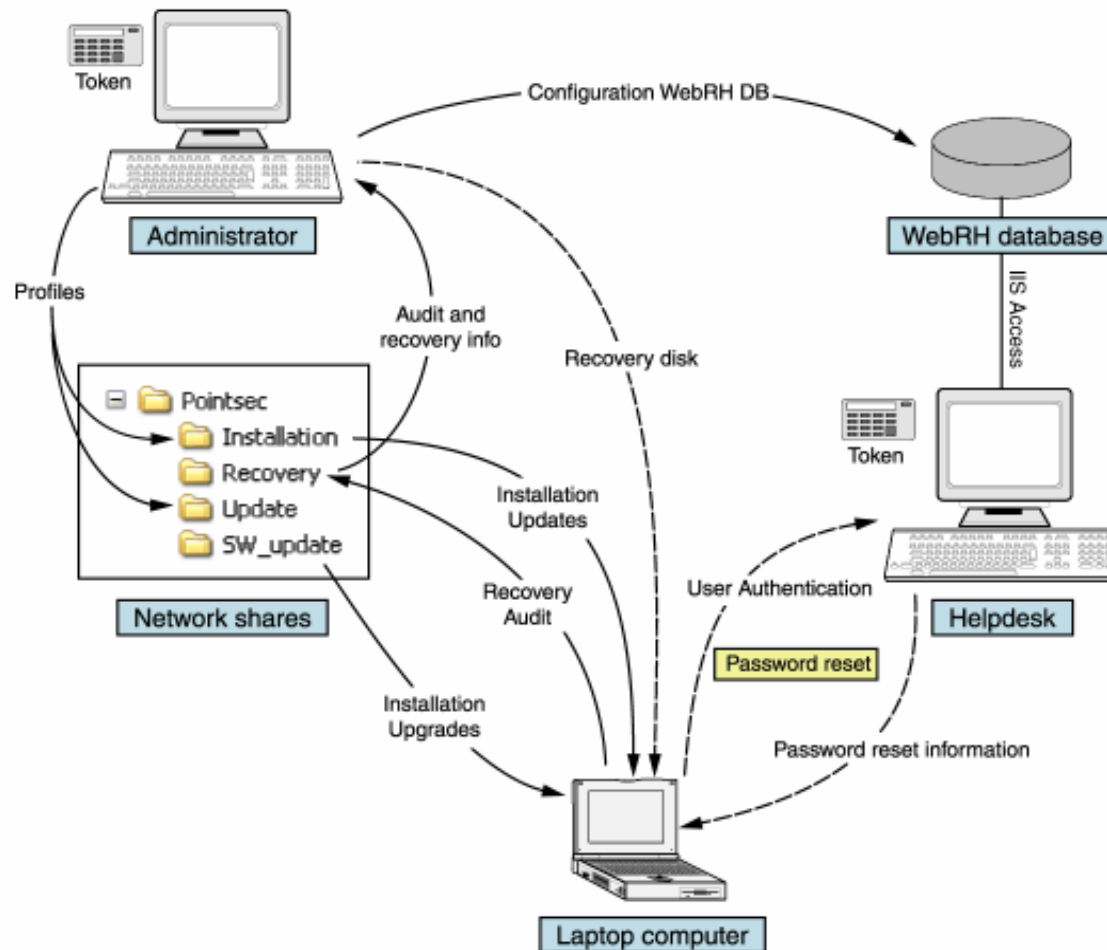 Token
Configuration WebRH DB
Administrator
WebRH database
Profiles
Audit and
recovery info
IIS Access
Recovery disk
Pointsec
Installation
Recovery
Update
SW_update
Token
Installation
Updates
User Authentication
Recovery
Audit
Network shares
Helpdesk
Password reset
Installation
Upgrades
Password reset information
Laptop computer